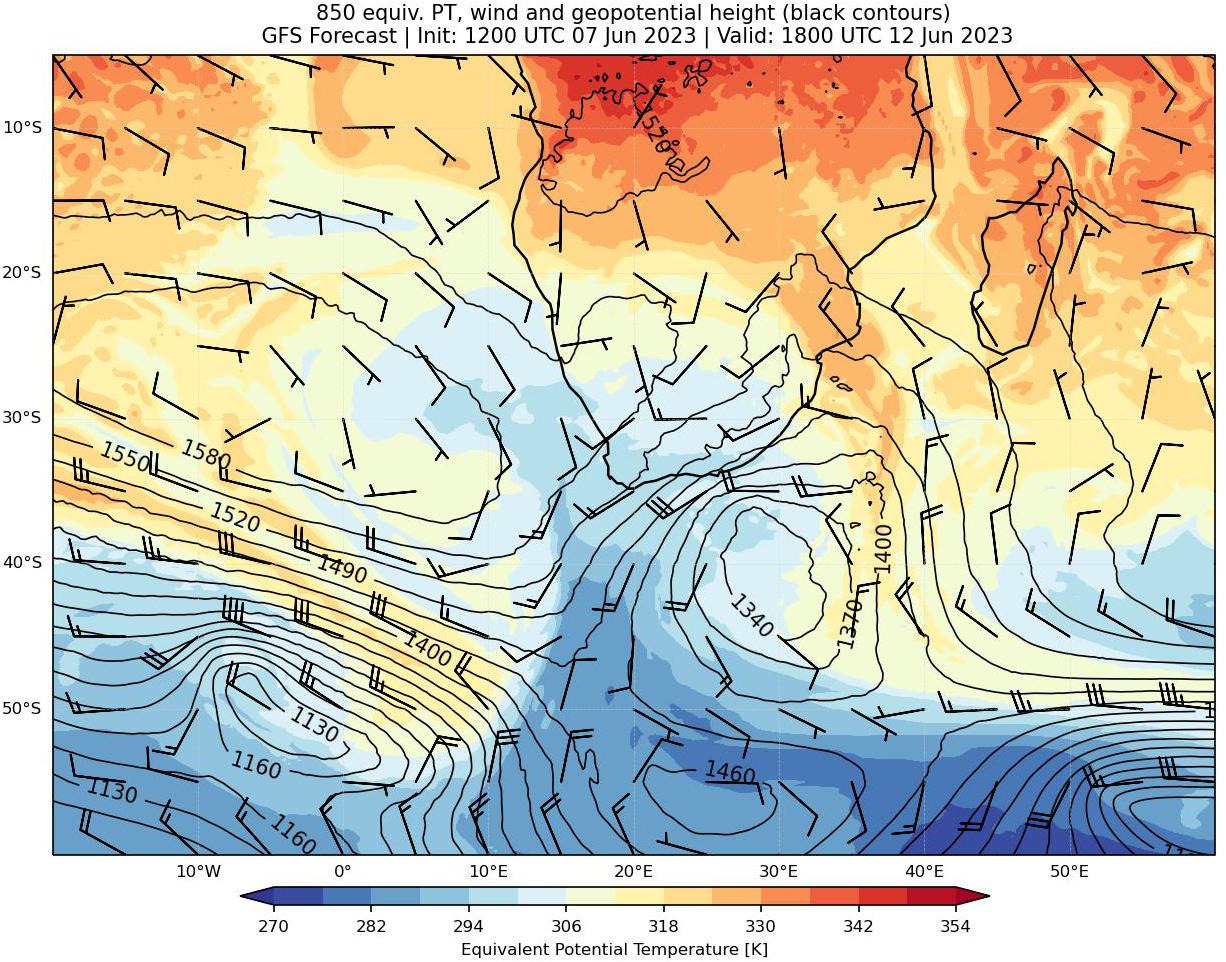 850 equiv. PT, wind and geopotential height (black contours)
GFS Forecast | Init: 1200 UTC 07 Jun 2023 | Valid: 1800 UTC 12 Jun 2023
1520
10°S
20°S
30°S
1580
1550
1520
1490
40°S
1400
1340
1370
1400
50°S
1130
1160
1460
1130
1160
10°W 0° 10°E 20°E 30°E 40°E 50°E
270 282 294 306 318 330 342 354
Equivalent Potential Temperature [K]